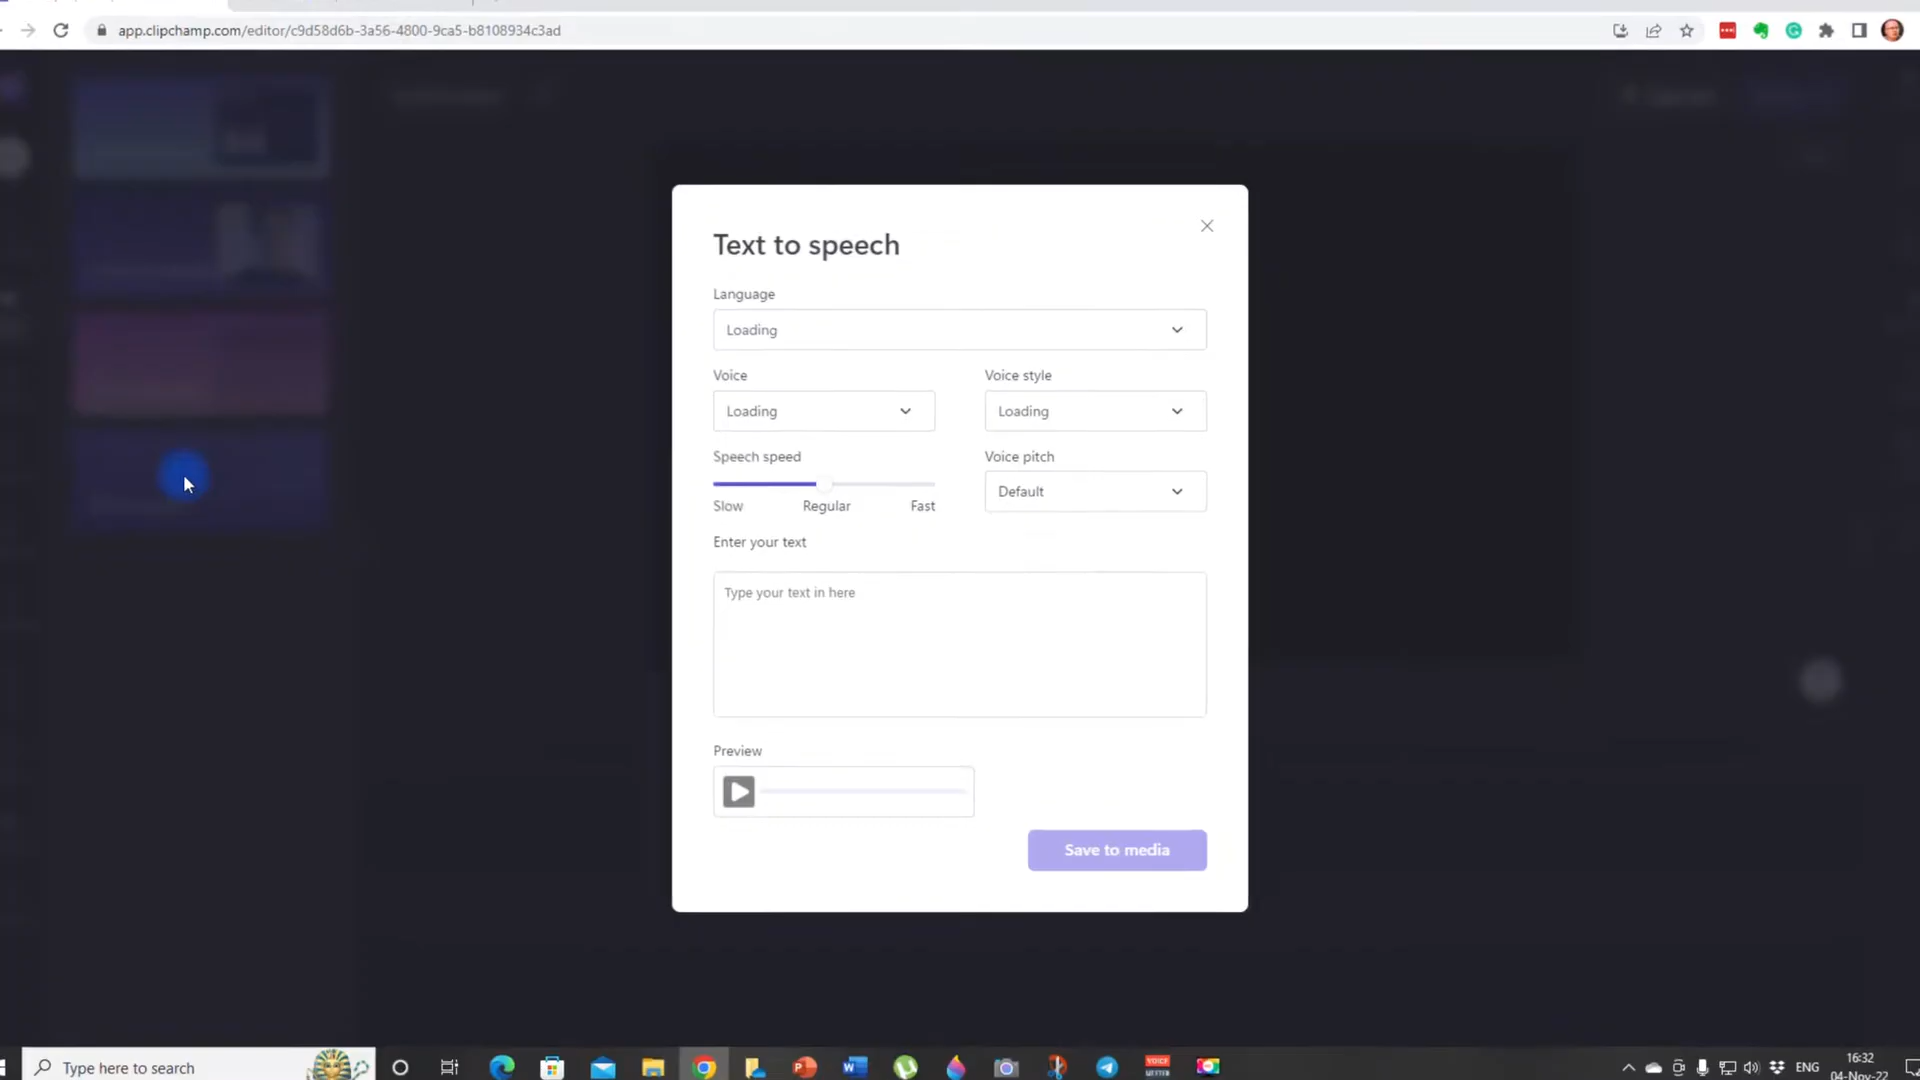 app.clipchamp.com/editor/c9d58d6b-3a56-4800-9ca5-b8108934c3ad
Text to speech
Language
Loading
Voice
Voice style
Loading
Loading
Speech speed
Voice pitch
Default
Slow
Regular
Fast
Enter your text
Type your text in here
Preview
Save to media
Type here to search
VOICE
ENG
16:32
04-Nov-22